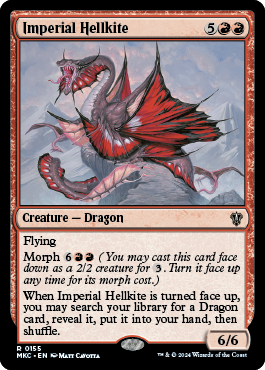 Imperial Hellkite 5
Creature — Dragon
Flying
Morph 6 (You may cast this card face
down as a 2/2 creature for 3. Turn it face up
any time for its morph cost.)
When Imperial Hellkite is turned face up,
you may search your library for a Dragon
card, reveal it, put it into your hand, then
shuffle.
6/6
R 0155
MKC • EN MATT CAVOTTA
™ & © 2024 Wizards of the Coast